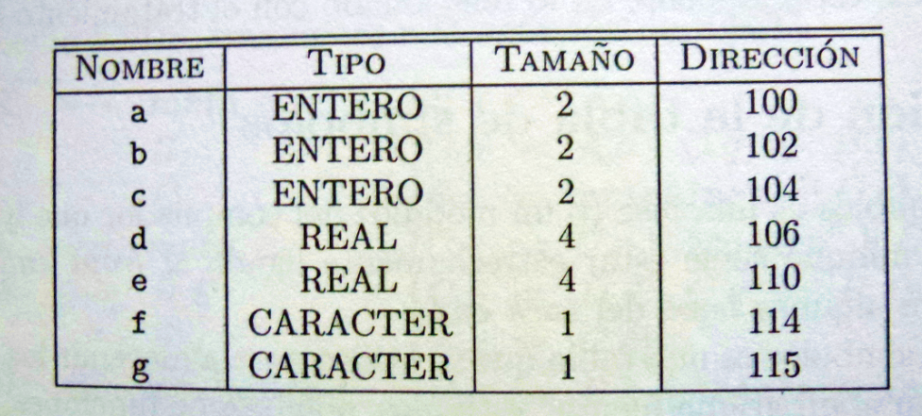 NOMBRE TIPO TAMAÑO DIRECCIÓN
a ENTERO 2 100
b ENTERO 2 102
c ENTERO 2 104
d REAL 4 106
e REAL 4 110
f CARACTER 1 114
g CARACTER 1 115